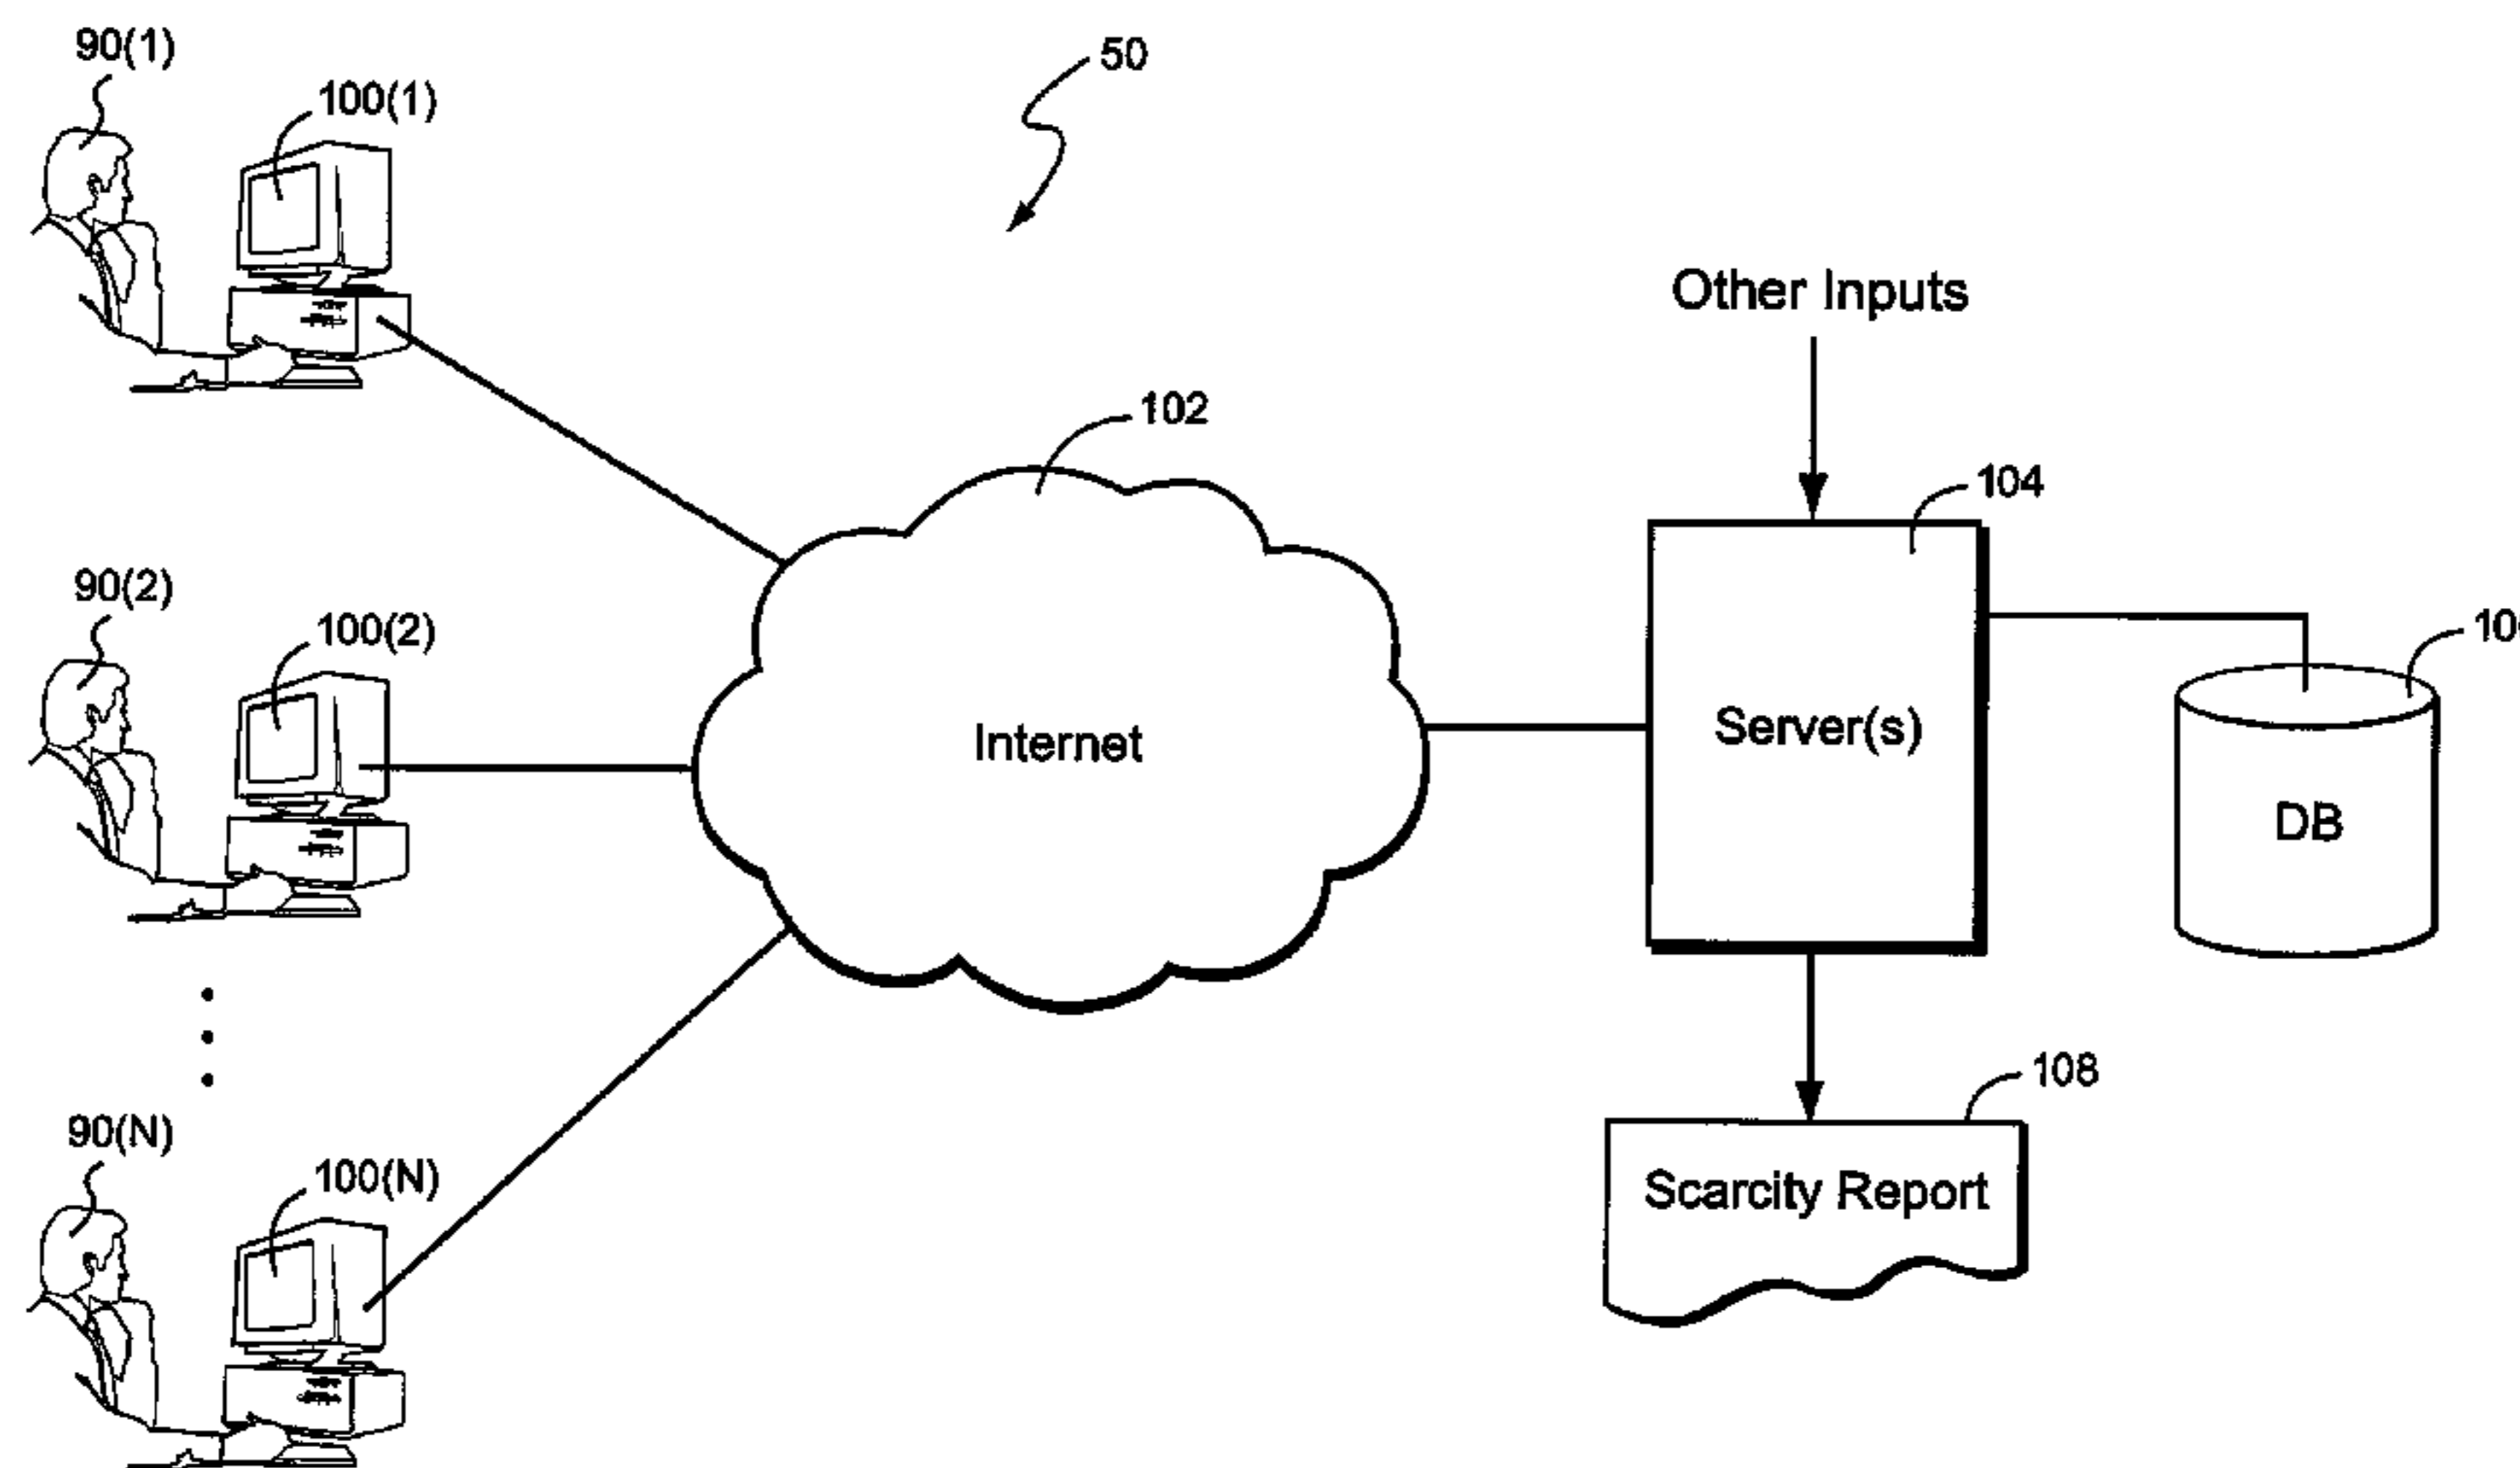 90(1)
100(1)
50
Other Inputs
102
104
90(2)
100(2)
10
Internet
Server(s)
DB
108
90(N)
100(N)
Scarcity Report